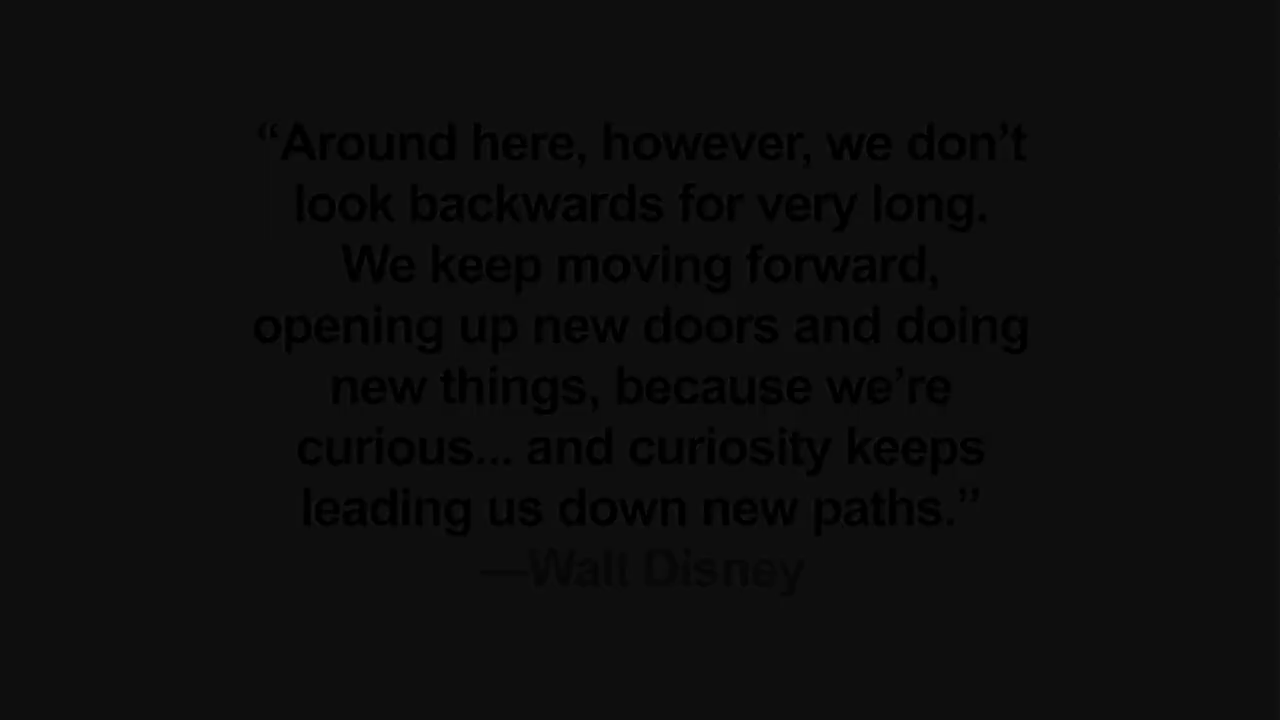 “Around here, however, we don’t
look backwards for very long.
We keep moving forward,
opening up new doors and doing
new things, because we’re
curious... and curiosity keeps
leading us down new paths.”
—Walt Disney